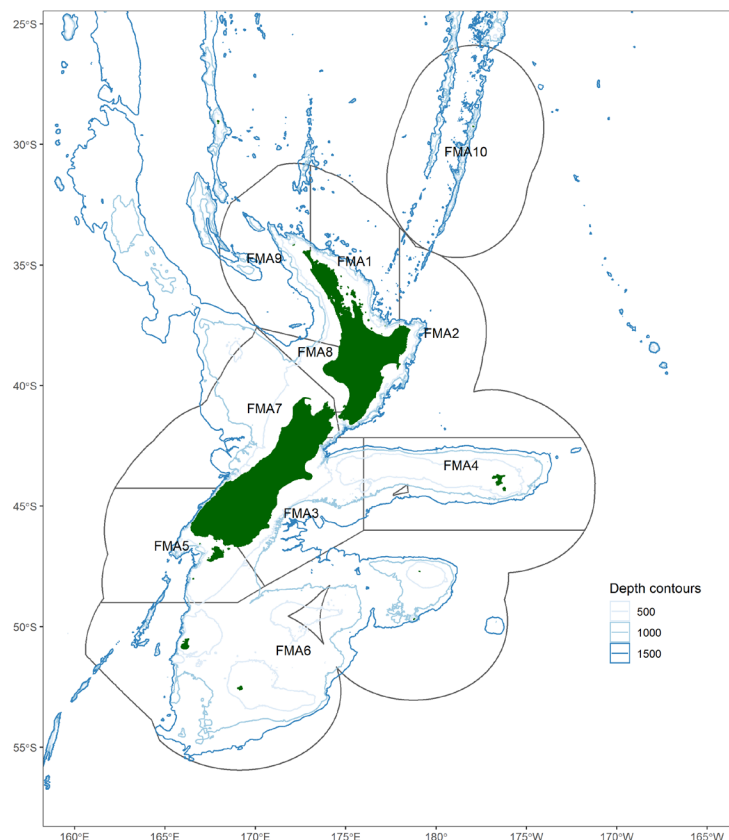 25°S
30°S
35°S
40°S
45°S
50°S
55°S
FMA10
FMA9
FMA1
FMA2
FMA8
FMA7
FMA4
FMA3
FMA5
FMA6
Depth contours
500
1000
1500
160°E
165°E
170°E
175°E
180°
175°W
170°W
165°W